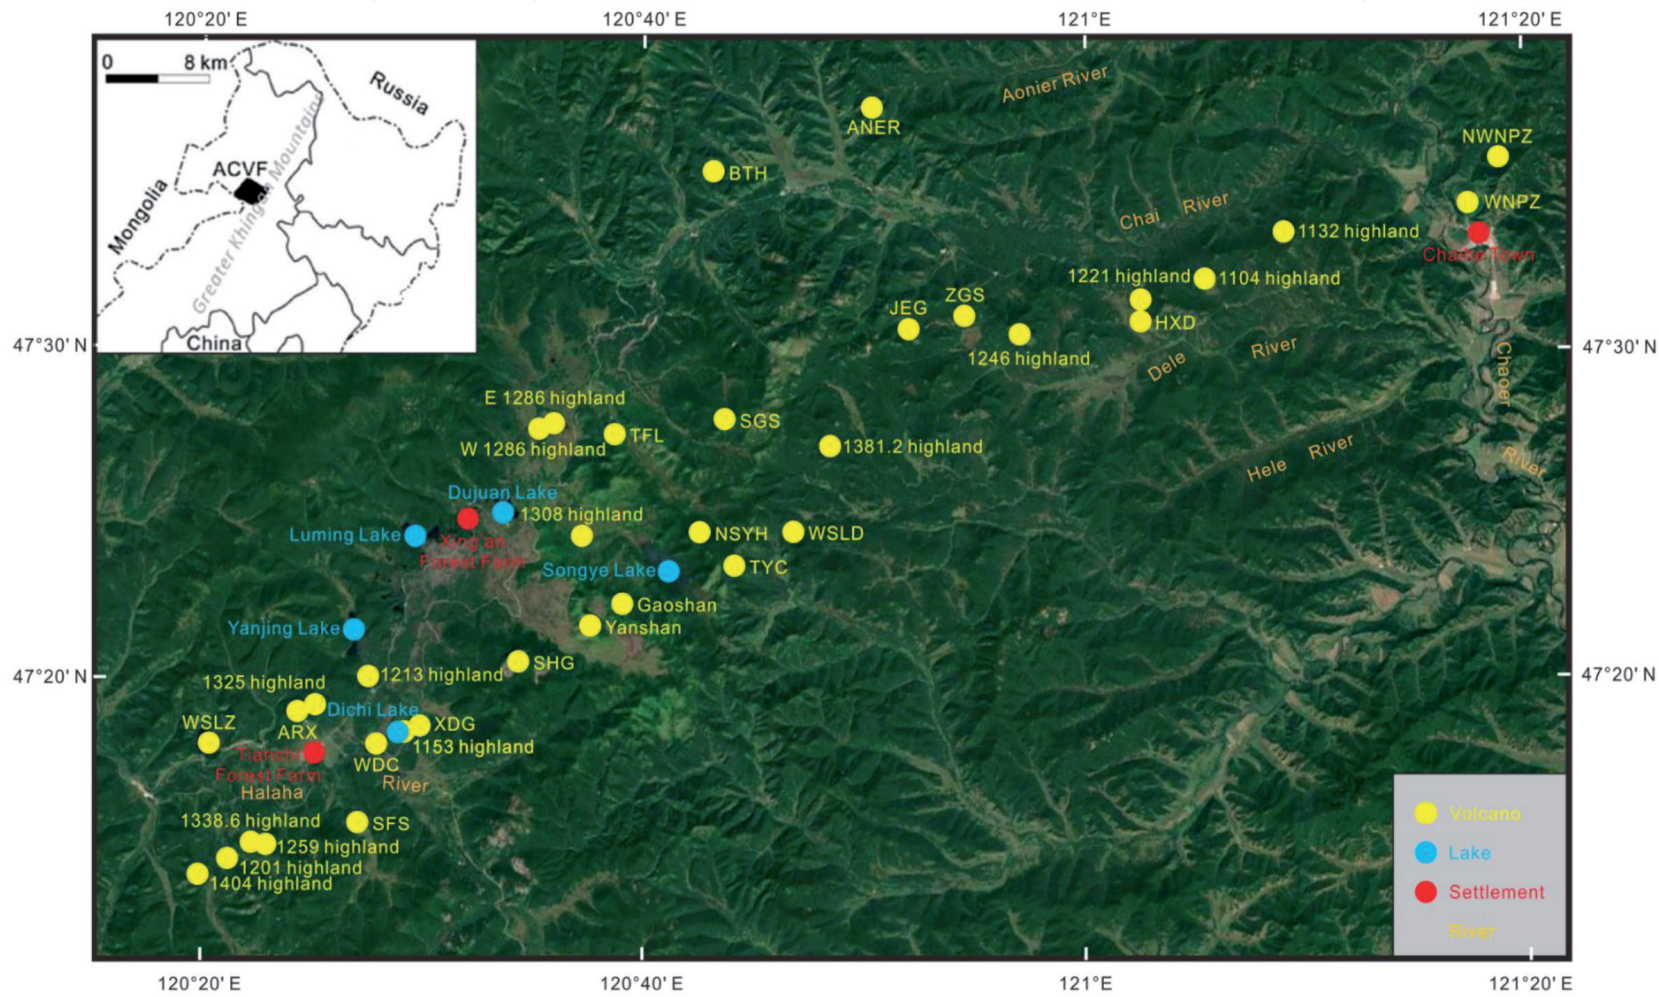 120°20' E
120°40' E
121°E
121°20' E
0 8 km
Russia
Mongolia
ACVF
Greater Khinggan Mountains
China
Aonier River
ANER
BTH
NWNPZ
WNPZ
Chai River
1132 highland
Chaihe Town
1221 highland
1104 highland
ZGS
JEG
HXD
1246 highland
Dele River
47°30' N
47°30' N
Chaoer
River
E 1286 highland
W 1286 highland
TFL
SGS
1381.2 highland
Hele River
Dujuan Lake
1308 highland
Luming Lake
Xing'an
Forest Farm
NSYH
WSLD
Songye Lake
TYC
Gaoshan
Yanshan
Yanjing Lake
SHG
1213 highland
47°20' N
47°20' N
1325 highland
Dichi Lake
WSLZ
ARX
XDG
1153 highland
Tianchi
Forest Farm
WDC
Halaha
River
1338.6 highland
SFS
1259 highland
1201 highland
1404 highland
Volcano
Lake
Settlement
River
120°20' E
120°40' E
121°E
121°20' E